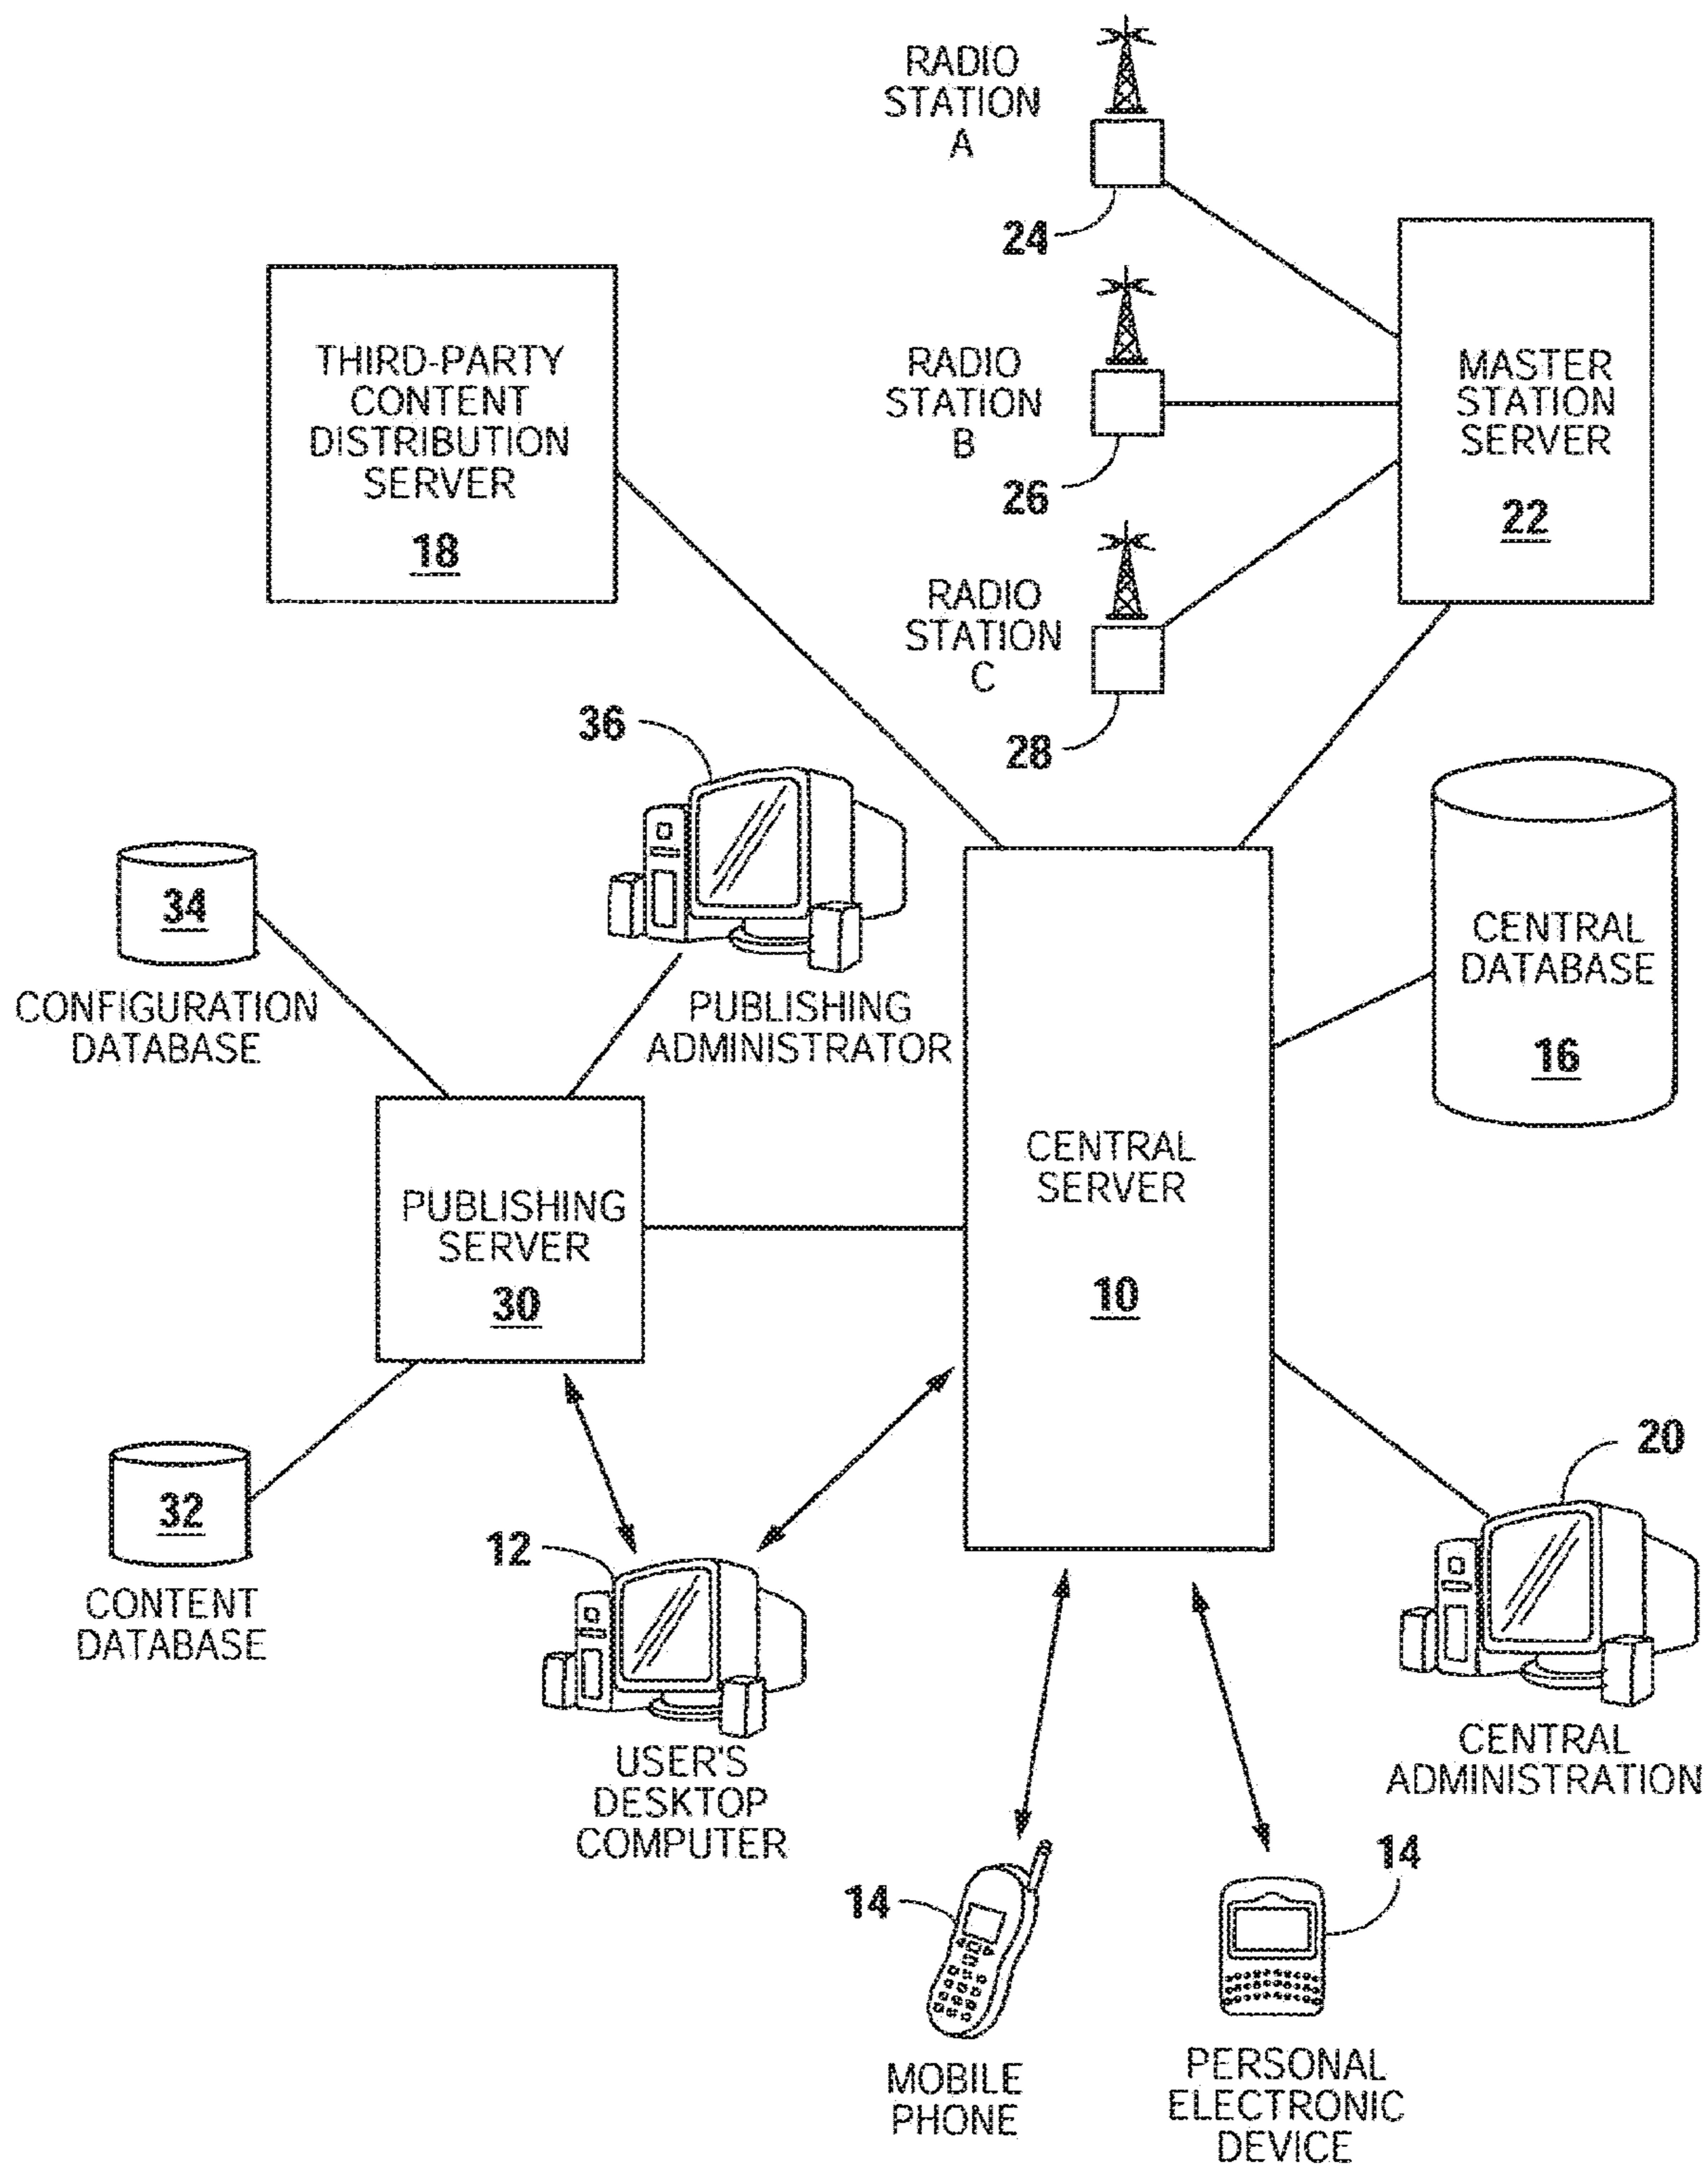 RADIO
STATION
A
24
THIRD-PARTY
CONTENT
DISTRIBUTION
SERVER
18
RADIO
STATION
B
26
MASTER
STATION
SERVER
22
RADIO
STATION
C
28
36
PUBLISHING
ADMINISTRATOR
34
CONFIGURATION
DATABASE
CENTRAL
DATABASE
16
CENTRAL
SERVER
10
PUBLISHING
SERVER
30
32
CONTENT
DATABASE
12
USER'S
DESKTOP
COMPUTER
20
CENTRAL
ADMINISTRATION
14
MOBILE
PHONE
14
PERSONAL
ELECTRONIC
DEVICE